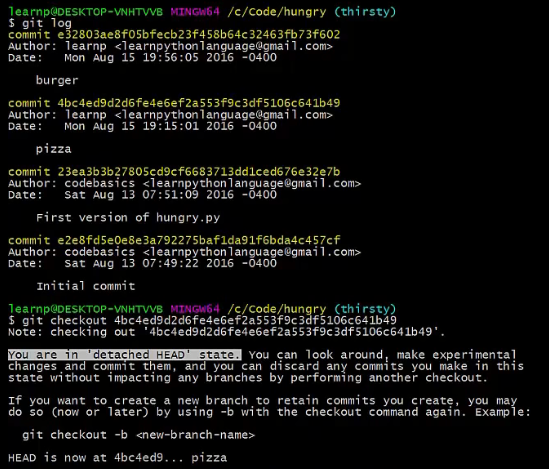 learnp@DESKTOP-VNHTVVB MINGW64 /c/Code/hungry (thirsty)
$ git log
commit e32803ae8f05bfecb23f458b64c32463fb73f602
Author: learnp <learnpythonlanguage@gmail.com>
Date:   Mon Aug 15 19:56:05 2016 -0400
burger
commit 4bc4ed9d2d6fe4e6ef2a553f9c3df5106c641b49
Author: learnp <learnpythonlanguage@gmail.com>
Date:   Mon Aug 15 19:15:01 2016 -0400
pizza
commit 23ea3b3b27805cd9cf6683713dd1ced676e32e7b
Author: codebasics <learnpythonlanguage@gmail.com>
Date:   Sat Aug 13 07:51:09 2016 -0400
First version of hungry.py
commit e2e8fd5e0e8e3a792275baf1da91f6bda4c457cf
Author: codebasics <learnpythonlanguage@gmail.com>
Date:   Sat Aug 13 07:49:22 2016 -0400
Initial commit
learnp@DESKTOP-VNHTVVB MINGW64 /c/Code/hungry (thirsty)
$ git checkout 4bc4ed9d2d6fe4e6ef2a553f9c3df5106c641b49
Note: checking out '4bc4ed9d2d6fe4e6ef2a553f9c3df5106c641b49'.
You are in 'detached HEAD' state. You can look around, make experimental
changes and commit them, and you can discard any commits you make in this
state without impacting any branches by performing another checkout.
If you want to create a new branch to retain commits you create, you may
do so (now or later) by using -b with the checkout command again. Example:
git checkout -b <new-branch-name>
HEAD is now at 4bc4ed9... pizza